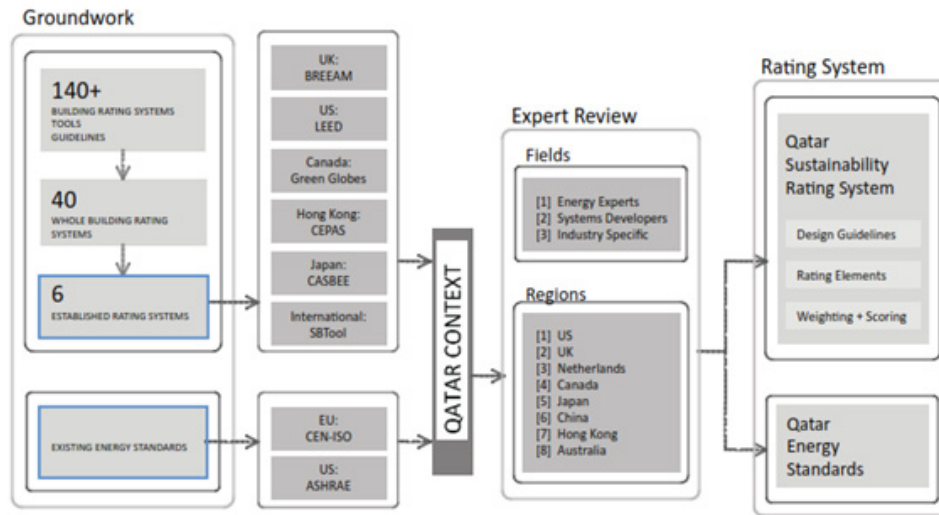 Groundwork
140+
BUILDING RATING SYSTEMS
TOOLS
GUIDELINES
40
WHOLE BUILDING RATING
SYSTEMS
6
ESTABLISHED RATING SYSTEMS
EXISTING ENERGY STANDARDS
UK:
BREEAM
US:
LEED
Canada:
Green Globes
Hong Kong:
CEPAS
Japan:
CASBEE
International:
SBTool
EU:
CEN-ISO
US:
ASHRAE
QATAR CONTEXT
Expert Review
Fields
[1] Energy Experts
[2] Systems Developers
[3] Industry Specific
Regions
[1] US
[2] UK
[3] Netherlands
[4] Canada
[5] Japan
[6] China
[7] Hong Kong
[8] Australia
Rating System
Qatar
Sustainability
Rating System
Design Guidelines
Rating Elements
Weighting + Scoring
Qatar
Energy
Standards